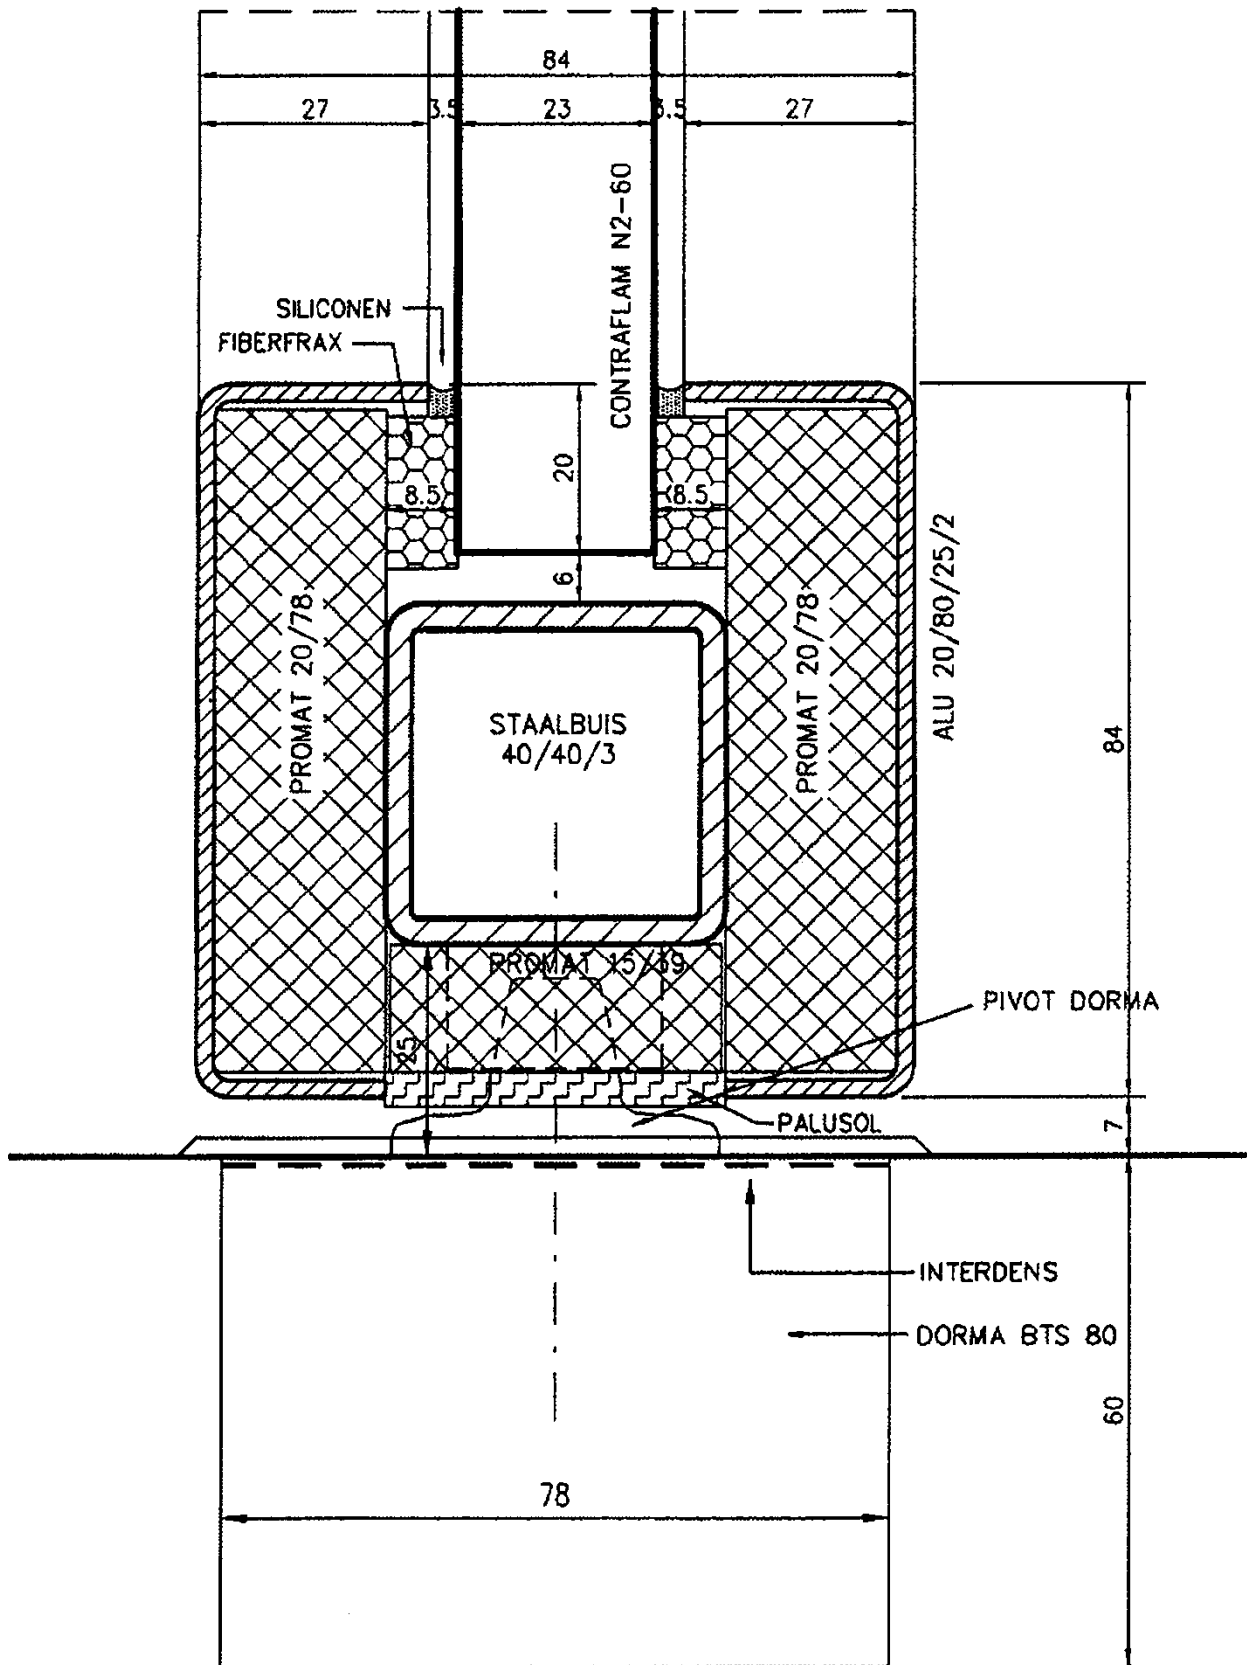 84
27
3.5
23
3.5
27
CONTRAFLAM N2-60
SILICONEN
FIBERFRAX
20
8.5
8.5
6
PROMAT 20/78
PROMAT 20/78
ALU 20/80/25/2
STAALBUIS
40/40/3
84
PROMAT 15/39
25
PIVOT DORMA
PALUSOL
7
INTERDENS
DORMA BTS 80
60
78